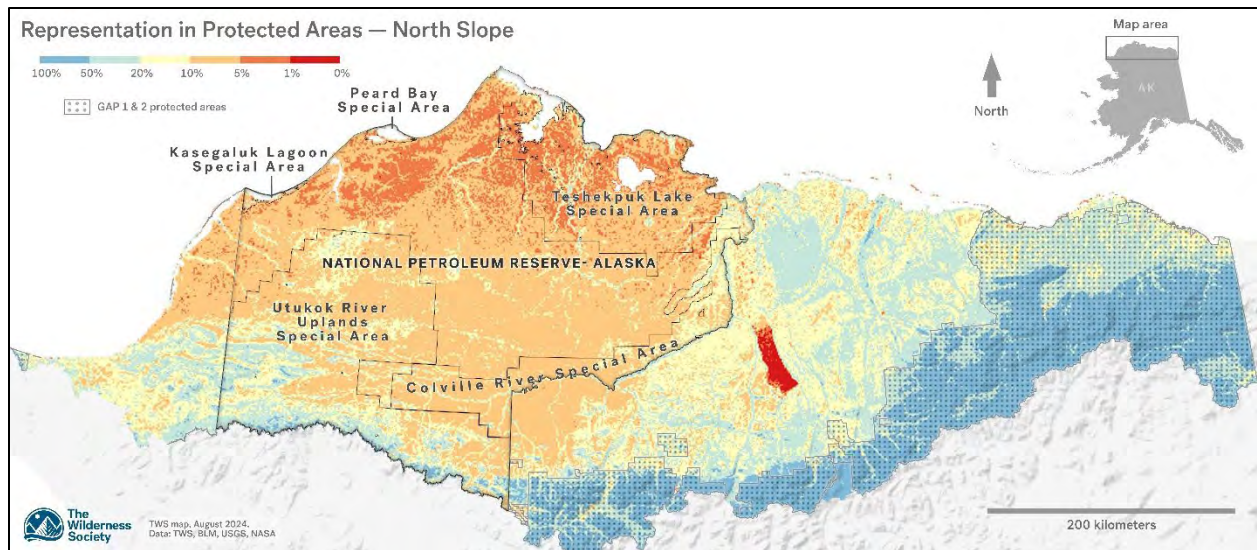 Representation in Protected Areas — North Slope
100% 50% 20% 10% 5% 1% 0%
GAP 1 & 2 protected areas
Map area
AK
North
Peard Bay
Special Area
Kasegaluk Lagoon
Special Area
Teshekpuk Lake
Special Area
NATIONAL PETROLEUM RESERVE- ALASKA
Utukok River
Uplands
Special Area
Colville River Special Area
The
Wilderness
Society
TWS map, August 2024.
Data: TWS, BLM, USGS, NASA
200 kilometers